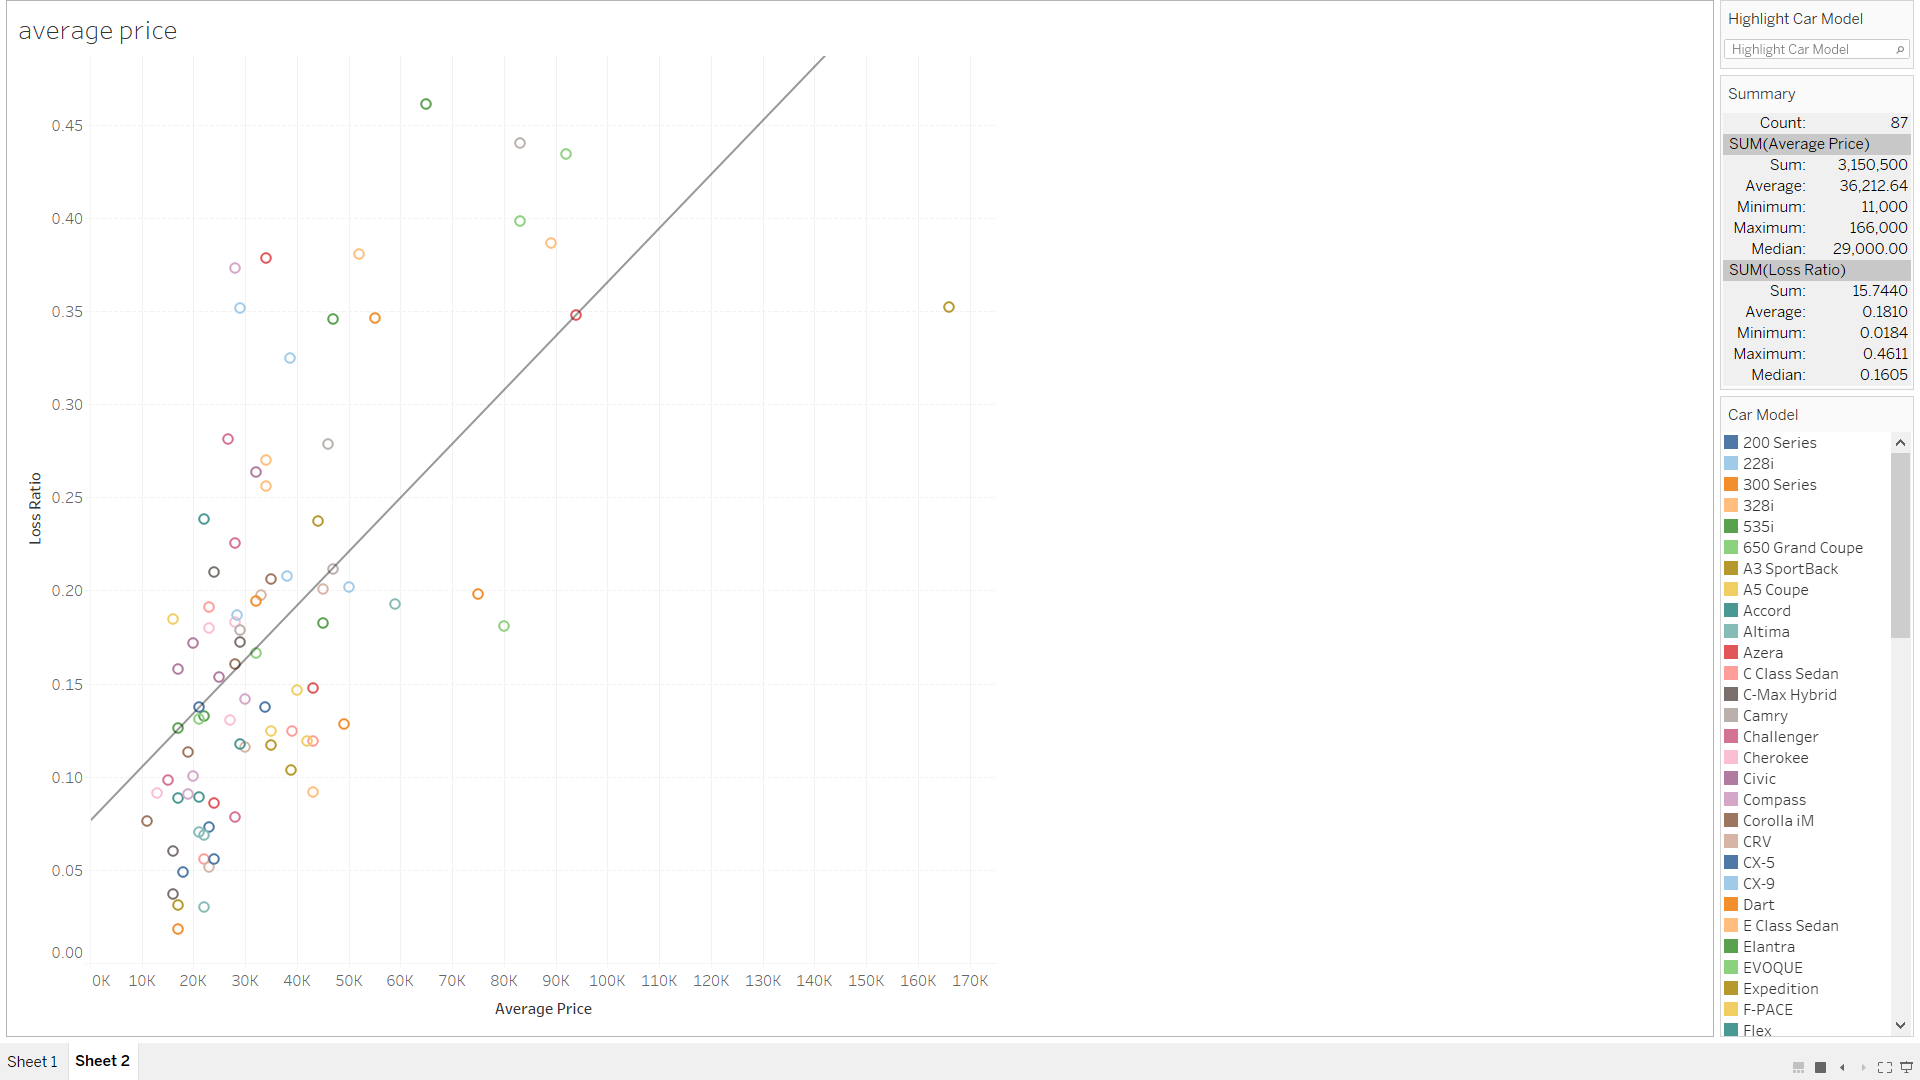 average price
0.45
0.40
0.35
0.30
0.25
0.20
0.15
0.10
0.05
0.00
Loss Ratio
0K 10K 20K 30K 40K 50K 60K 70K 80K 90K 100K 110K 120K 130K 140K 150K 160K 170K
Average Price
Highlight Car Model
Highlight Car Model
Summary
Count: 87
SUM(Average Price)
Sum: 3,150,500
Average: 36,212.64
Minimum: 11,000
Maximum: 166,000
Median: 29,000.00
SUM(Loss Ratio)
Sum: 15.7440
Average: 0.1810
Minimum: 0.0184
Maximum: 0.4611
Median: 0.1605
Car Model
200 Series
228i
300 Series
328i
535i
650 Grand Coupe
A3 SportBack
A5 Coupe
Accord
Altima
Azera
C Class Sedan
C-Max Hybrid
Camry
Challenger
Cherokee
Civic
Compass
Corolla iM
CRV
CX-5
CX-9
Dart
E Class Sedan
Elantra
EVOQUE
Expedition
F-PACE
Flex
Sheet 1 Sheet 2